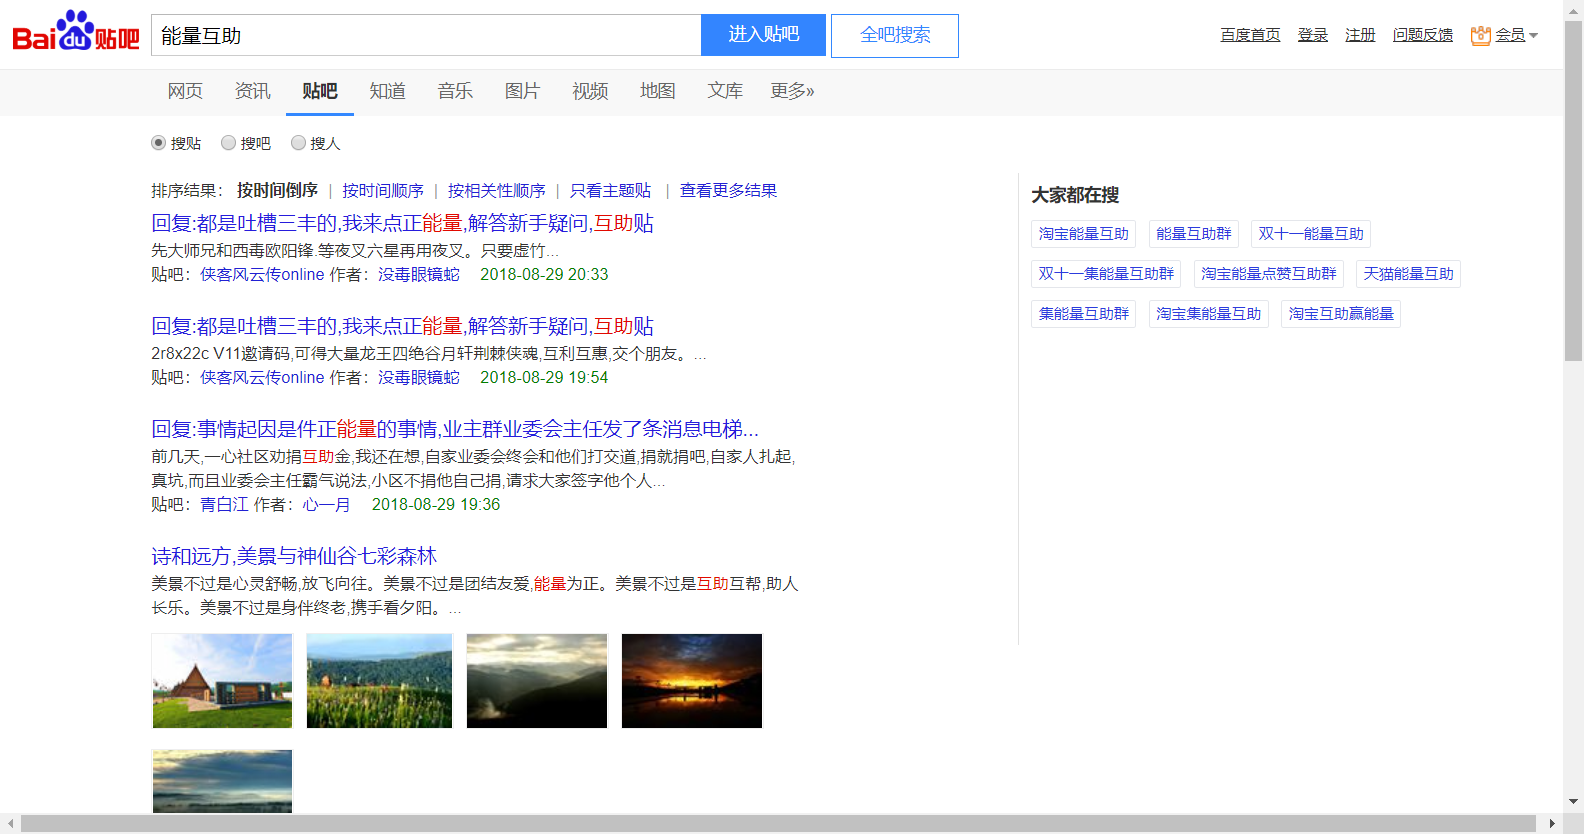 Baidu贴吧 能量互助 进入贴吧 全吧搜索 百度首页 登录 注册 问题反馈 会员
网页 资讯 贴吧 知道 音乐 图片 视频 地图 文库 更多»
搜贴 搜吧 搜人
排序结果： 按时间倒序 | 按时间顺序 | 按相关性顺序 | 只看主题贴 | 查看更多结果
回复:都是吐槽三丰的,我来点正能量,解答新手疑问,互助贴
先大师兄和西毒欧阳锋.等夜叉六星再用夜叉。只要虚竹...
贴吧：侠客风云传online 作者：没毒眼镜蛇 2018-08-29 20:33
回复:都是吐槽三丰的,我来点正能量,解答新手疑问,互助贴
2r8x22c V11邀请码,可得大量龙王四绝谷月轩荆棘侠魂,互利互惠,交个朋友。...
贴吧：侠客风云传online 作者：没毒眼镜蛇 2018-08-29 19:54
回复:事情起因是件正能量的事情,业主群业委会主任发了条消息电梯...
前几天,一心社区劝捐互助金,我还在想,自家业委会终会和他们打交道,捐就捐吧,自家人扎起,
真坑,而且业委会主任霸气说法,小区不捐他自己捐,请求大家签字他个人...
贴吧：青白江 作者：心一月 2018-08-29 19:36
诗和远方,美景与神仙谷七彩森林
美景不过是心灵舒畅,放飞向往。美景不过是团结友爱,能量为正。美景不过是互助互帮,助人
长乐。美景不过是身伴终老,携手看夕阳。...
大家都在搜
淘宝能量互助 能量互助群 双十一能量互助
双十一集能量互助群 淘宝能量点赞互助群 天猫能量互助
集能量互助群 淘宝集能量互助 淘宝互助赢能量